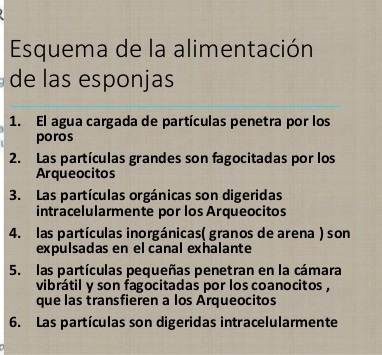 Esquema de la alimentación
de las esponjas
1. El agua cargada de partículas penetra por los
poros
2. Las partículas grandes son fagocitadas por los
Arqueocitos
3. Las partículas orgánicas son digeridas
intracelularmente por los Arqueocitos
4. las partículas inorgánicas( granos de arena ) son
expulsadas en el canal exhalante
5. las partículas pequeñas penetran en la cámara
vibrátil y son fagocitadas por los coanocitos ,
que las transfieren a los Arqueocitos
6. Las partículas son digeridas intracelularmente